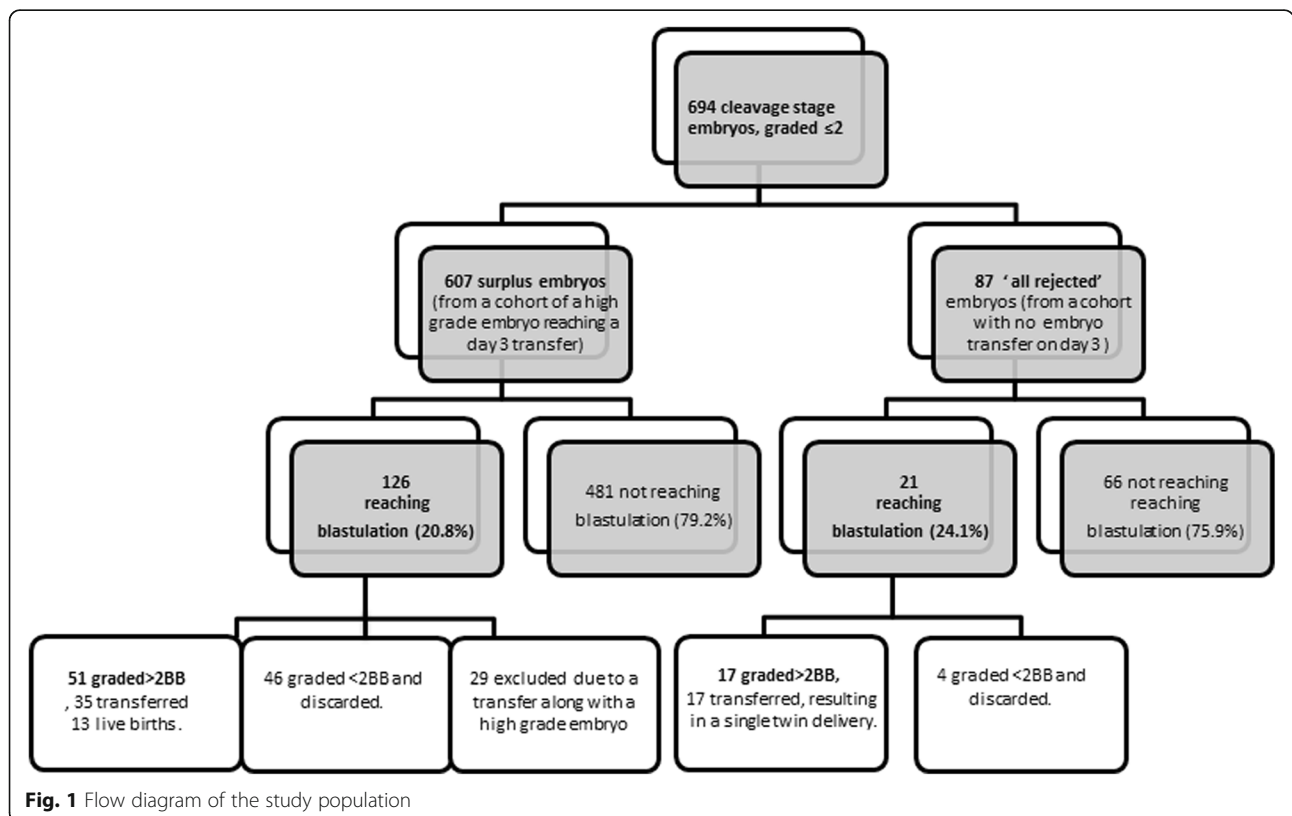 694 cleavage stage
embryos, graded ≤2
607 surplus embryos
(from a cohort of a high
grade embryo reaching a
day 3 transfer)
87 ‘all rejected’
embryos (from a cohort
with no embryo
transfer on day 3 )
126
reaching
blastulation (20.8%)
481 not reaching
blastulation (79.2%)
21
reaching
blastulation (24.1%)
66 not reaching
reaching
blastulation (75.9%)
51 graded>2BB
, 35 transferred
13 live births.
46 graded <2BB and
discarded.
29 excluded due to a
transfer along with a
high grade embryo
17 graded>2BB,
17 transferred, resulting
in a single twin delivery.
4 graded <2BB and
discarded.
Fig. 1 Flow diagram of the study population